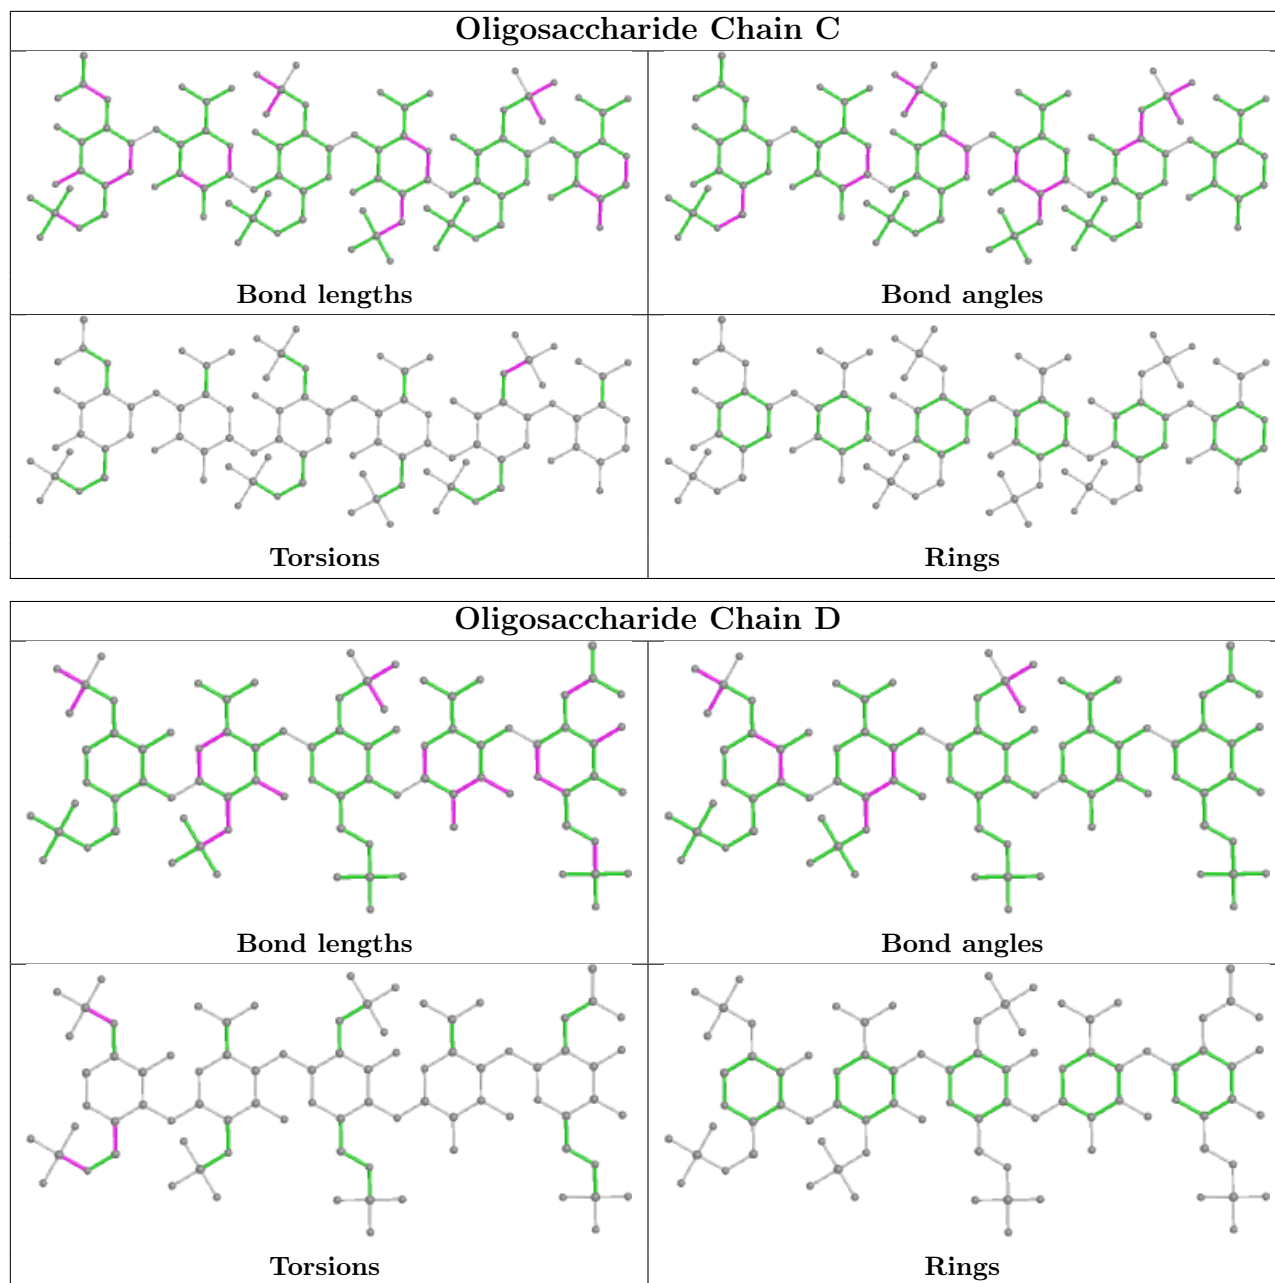 Oligosaccharide Chain C
Bond lengths
Bond angles
Torsions
Rings
Oligosaccharide Chain D
Bond lengths
Bond angles
Torsions
Rings